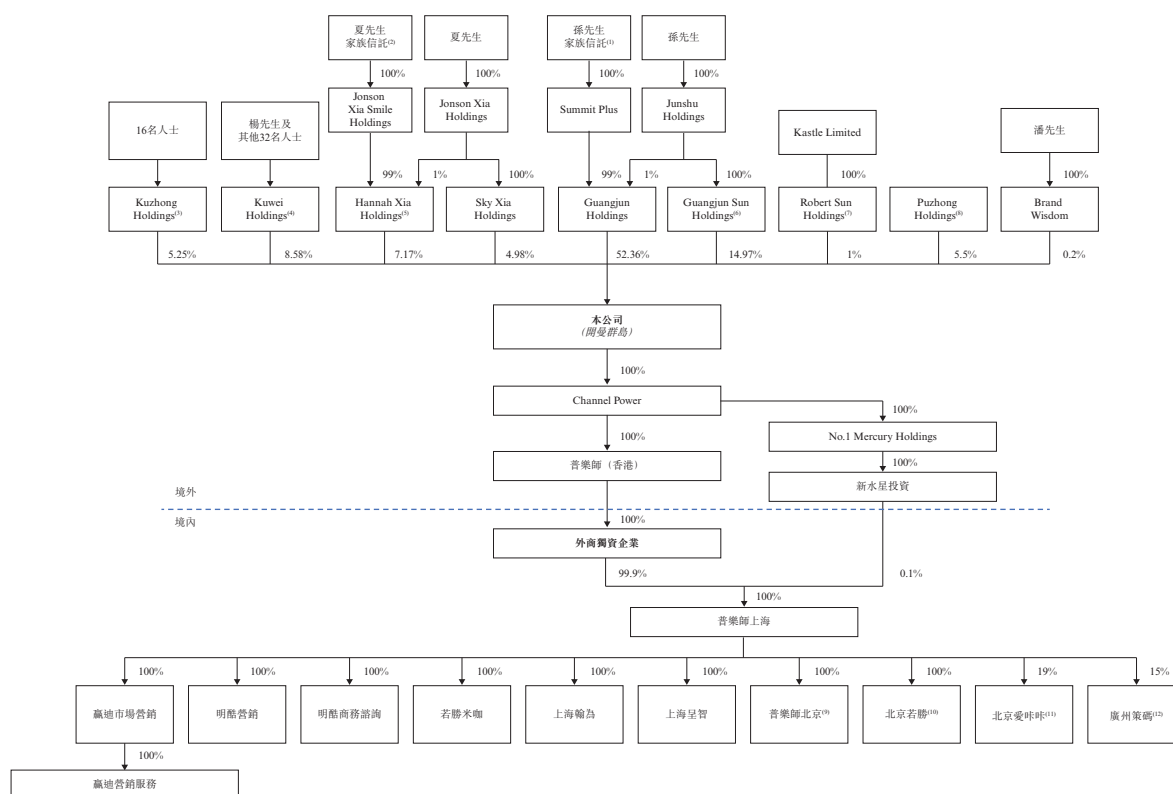 夏先生
家族信託(2)
夏先生
孫先生
家族信託(1)
孫先生
100%
100%
100%
100%
16名人士
楊先生及
其他32名人士
Jonson
Xia Smile
Holdings
Jonson Xia
Holdings
Summit Plus
Junshu
Holdings
Kastle Limited
潘先生
99%
1%
100%
99%
1%
100%
100%
100%
Kuzhong
Holdings(3)
Kuwei
Holdings(4)
Hannah Xia
Holdings(5)
Sky Xia
Holdings
Guangjun
Holdings
Guangjun Sun
Holdings(6)
Robert Sun
Holdings(7)
Puzhong
Holdings(8)
Brand
Wisdom
5.25%
8.58%
7.17%
4.98%
52.36%
14.97%
1%
5.5%
0.2%
本公司
(開曼群島)
100%
Channel Power
100%
100%
No.1 Mercury Holdings
普樂師（香港）
100%
新水星投資
境外
境內
100%
外商獨資企業
99.9%
0.1%
100%
普樂師上海
100%
100%
100%
100%
100%
100%
100%
100%
19%
15%
贏迪市場營銷
明酷營銷
明酷商務諮詢
若勝米咖
上海翰為
上海呈智
普樂師北京(9)
北京若勝(10)
北京愛咔咔(11)
廣州策碼(12)
100%
贏迪營銷服務